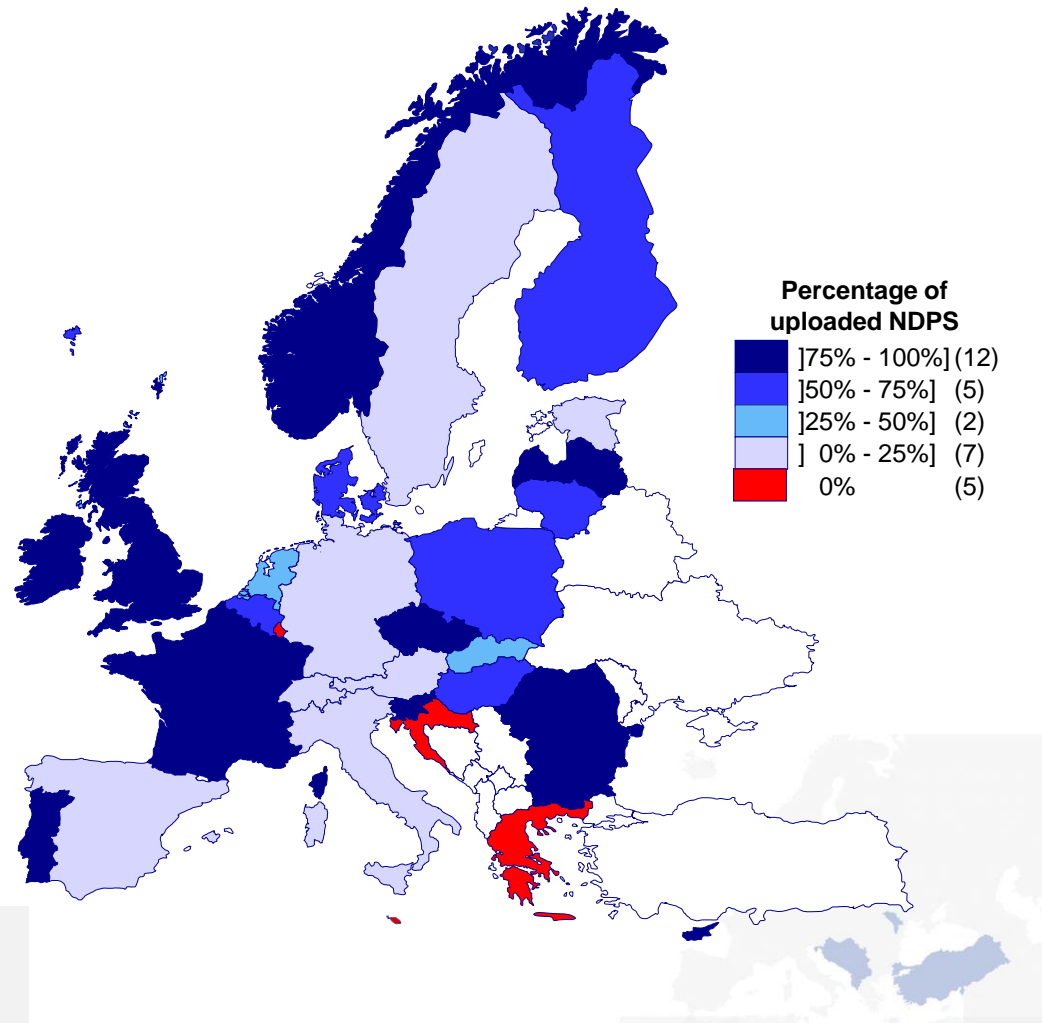 Percentage of
uploaded NDPS
]75% - 100%] (12)
]50% - 75%] (5)
]25% - 50%] (2)
] 0% - 25%] (7)
0% (5)